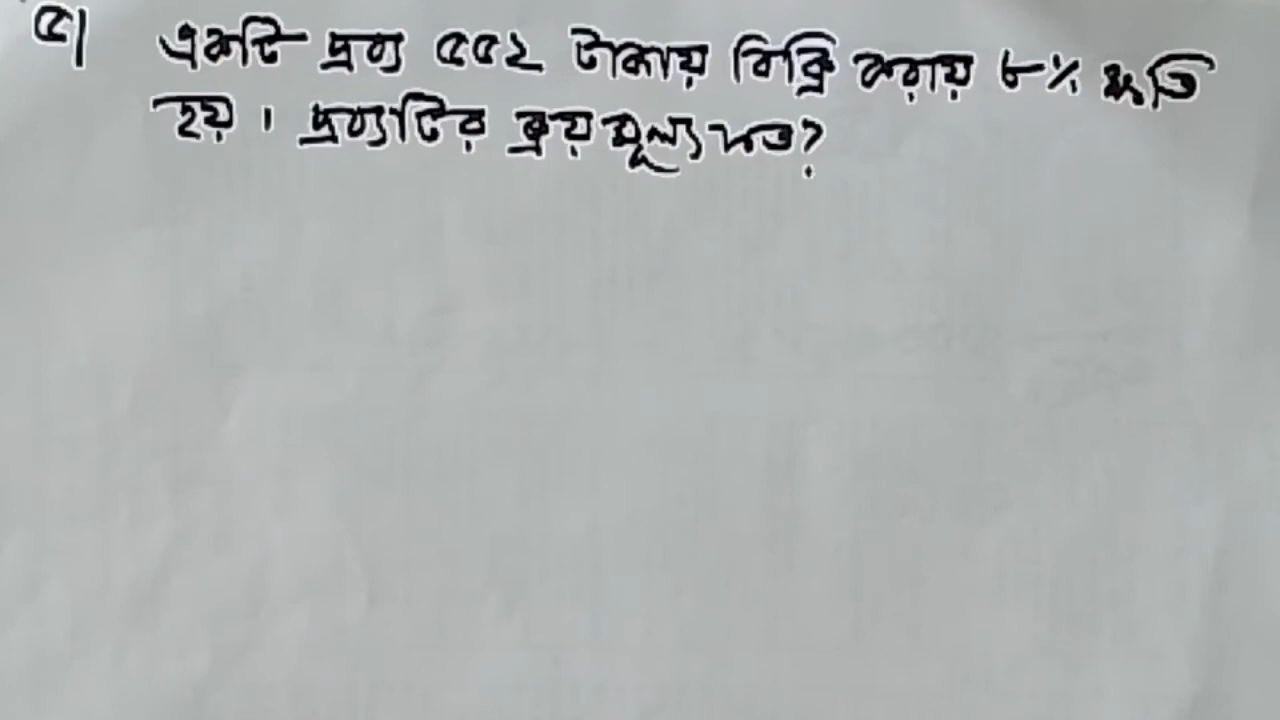 ৫। একটি দ্রব্য ৫৫২ টাকায় বিক্রি করায় ৮% ক্ষতি
হয়। দ্রব্যটির ক্রয়মূল্য কত?